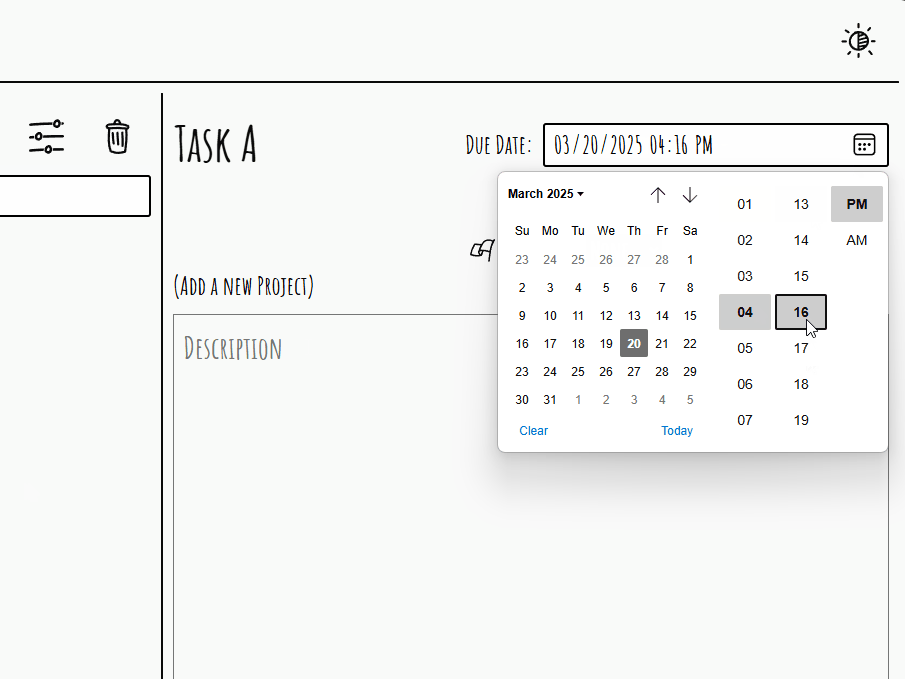 Task A
Due Date: 03/20/2025 04:16 PM
(Add a new Project)
Description
March 2025
Su Mo Tu We Th Fr Sa
23 24 25 26 27 28 1
2 3 4 5 6 7 8
9 10 11 12 13 14 15
16 17 18 19 20 21 22
23 24 25 26 27 28 29
30 31 1 2 3 4 5
Clear Today
01 13 PM
02 14 AM
03 15
04 16
05 17
06 18
07 19